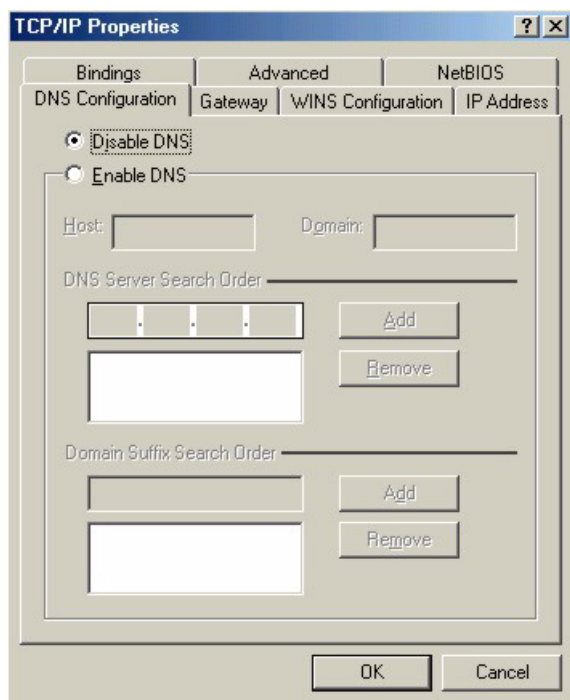 TCP/IP Properties
Bindings Advanced NetBIOS
DNS Configuration Gateway WINS Configuration IP Address
Disable DNS
Enable DNS
Host: Domain:
DNS Server Search Order
. . . Add
Remove
Domain Suffix Search Order
Add
Remove
OK Cancel